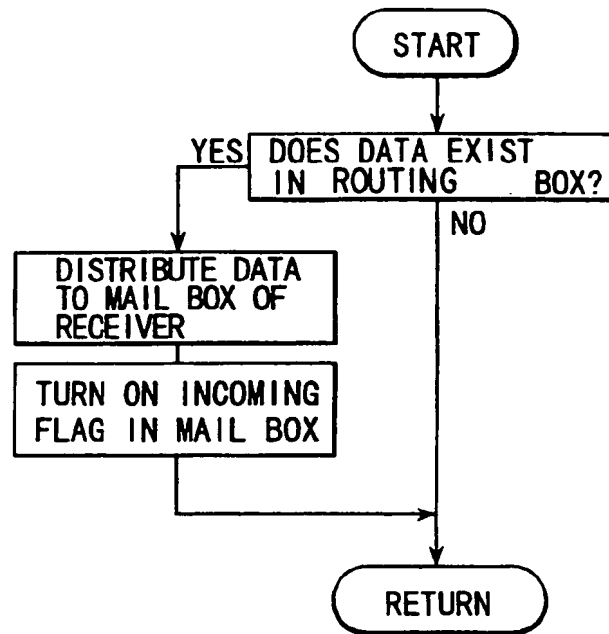 START
YES
DOES DATA EXIST
IN ROUTING BOX?
NO
DISTRIBUTE DATA
TO MAIL BOX OF
RECEIVER
TURN ON INCOMING
FLAG IN MAIL BOX
RETURN